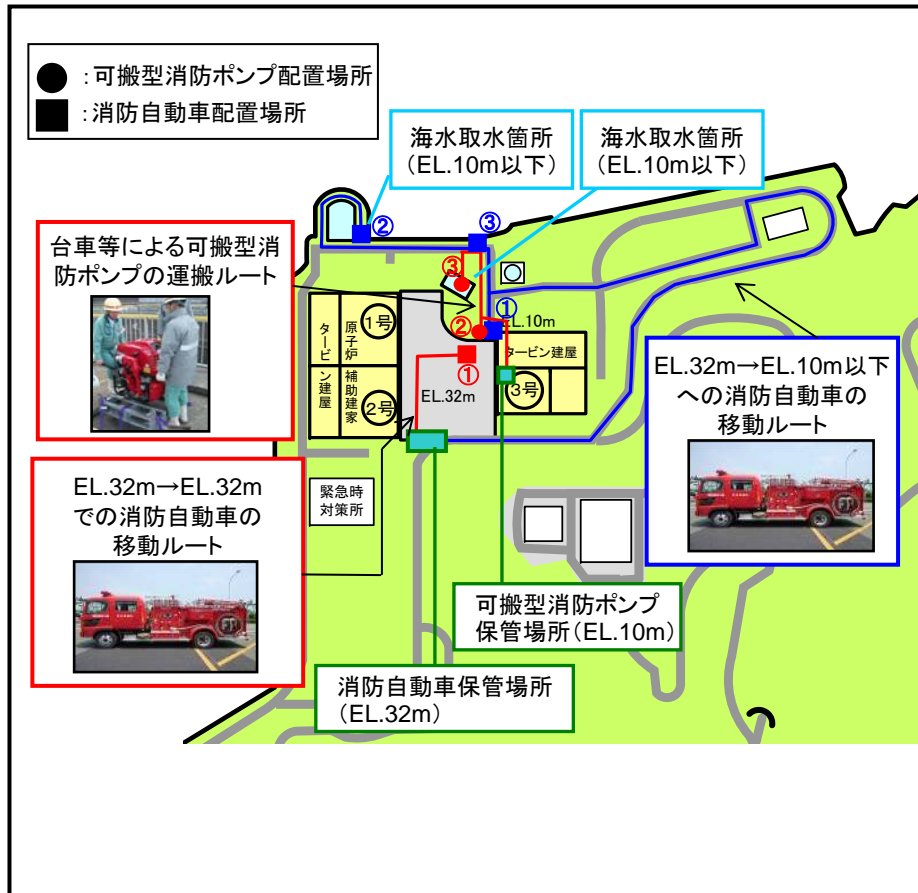 ：可搬型消防ポンプ配置場所
：消防自動車配置場所
海水取水箇所
（EL.10m以下）
海水取水箇所
（EL.10m以下）
台車等による可搬型消
防ポンプの運搬ルート
②
③
③
①
②
EL.10m
①
EL.32m
タービ
ン建屋
原子炉
補助建家
1号
2号
タービン建屋
3号
EL.32m→EL.10m以下
への消防自動車の
移動ルート
EL.32m→EL.32m
での消防自動車の
移動ルート
緊急時
対策所
可搬型消防ポンプ
保管場所（EL.10m）
消防自動車保管場所
（EL.32m）